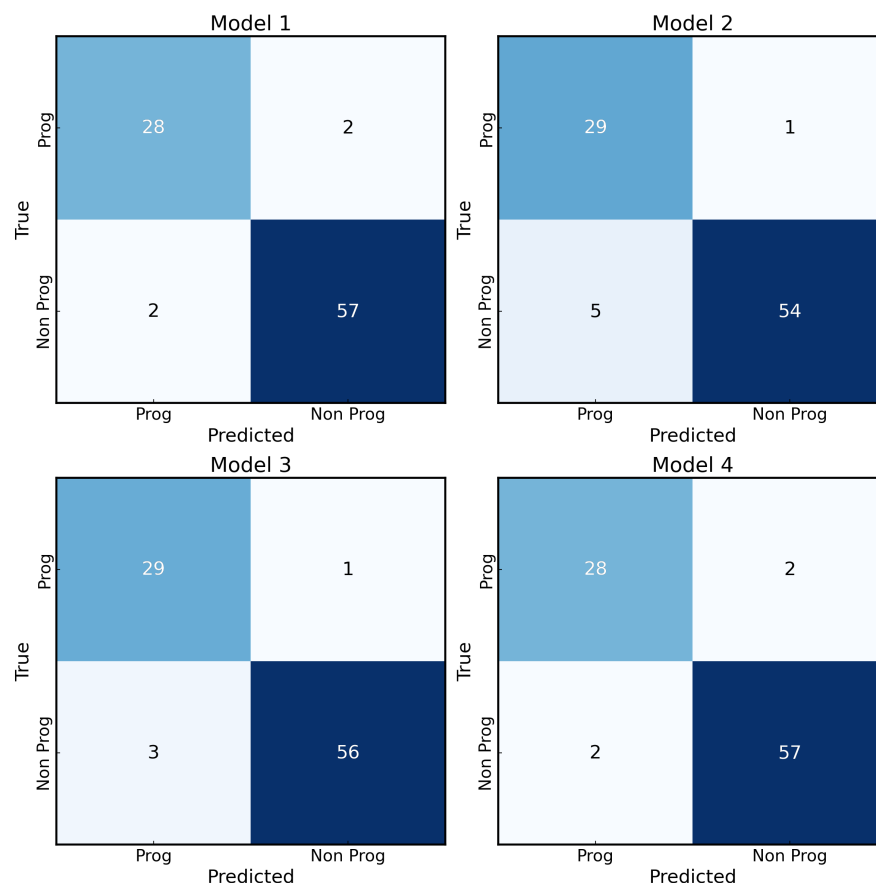 Model 1
Prog
28
2
True
Non Prog
2
57
Prog
Non Prog
Predicted
Model 2
Prog
29
1
True
Non Prog
5
54
Prog
Non Prog
Predicted
Model 3
Prog
29
1
True
Non Prog
3
56
Prog
Non Prog
Predicted
Model 4
Prog
28
2
True
Non Prog
2
57
Prog
Non Prog
Predicted